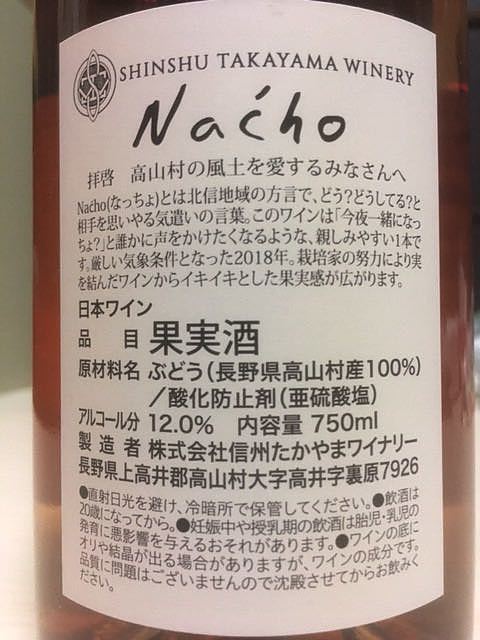 SHINSHU TAKAYAMA WINERY
Nacho
拝啓　高山村の風土を愛するみなさんへ
Nacho(なっちょ)とは北信地域の方言で、どう?どうしてる?と
相手を思いやる気遣いの言葉。このワインは「今夜一緒になっ
ちょ?」と誰かに声をかけたくなるような、親しみやすい1本で
す。厳しい気象条件となった2018年。栽培家の努力により実
を結んだワインからイキイキとした果実感が広がります。
日本ワイン
品　目 果実酒
原材料名 ぶどう(長野県高山村産100%)
／酸化防止剤(亜硫酸塩)
アルコール分 12.0%　内容量 750ml
製造者 株式会社信州たかやまワイナリー
長野県上高井郡高山村大字高井字裏原7926
●直射日光を避け、冷暗所で保管してください。●飲酒は
20歳になってから。●妊娠中や授乳期の飲酒は胎児・乳児の
発育に悪影響を与えるおそれがあります。●ワインの底に
オリや結晶が出る場合がありますが、ワインの成分です。
品質に問題はございませんので沈殿させてからお飲みく
ださい。